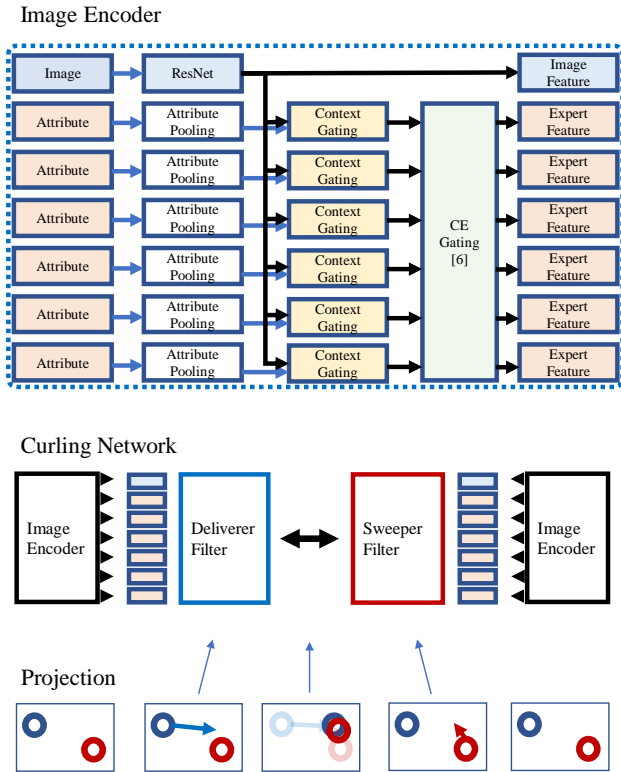 Image Encoder
Image
ResNet
Image
Feature
Attribute
Attribute
Pooling
Context
Gating
Expert
Feature
Attribute
Attribute
Pooling
Context
Gating
Expert
Feature
Attribute
Attribute
Pooling
Context
Gating
Expert
Feature
CE
Gating
[6]
Attribute
Attribute
Pooling
Context
Gating
Expert
Feature
Attribute
Attribute
Pooling
Context
Gating
Expert
Feature
Attribute
Attribute
Pooling
Context
Gating
Expert
Feature
Curling Network
Image
Encoder
Deliverer
Filter
Sweeper
Filter
Image
Encoder
Projection